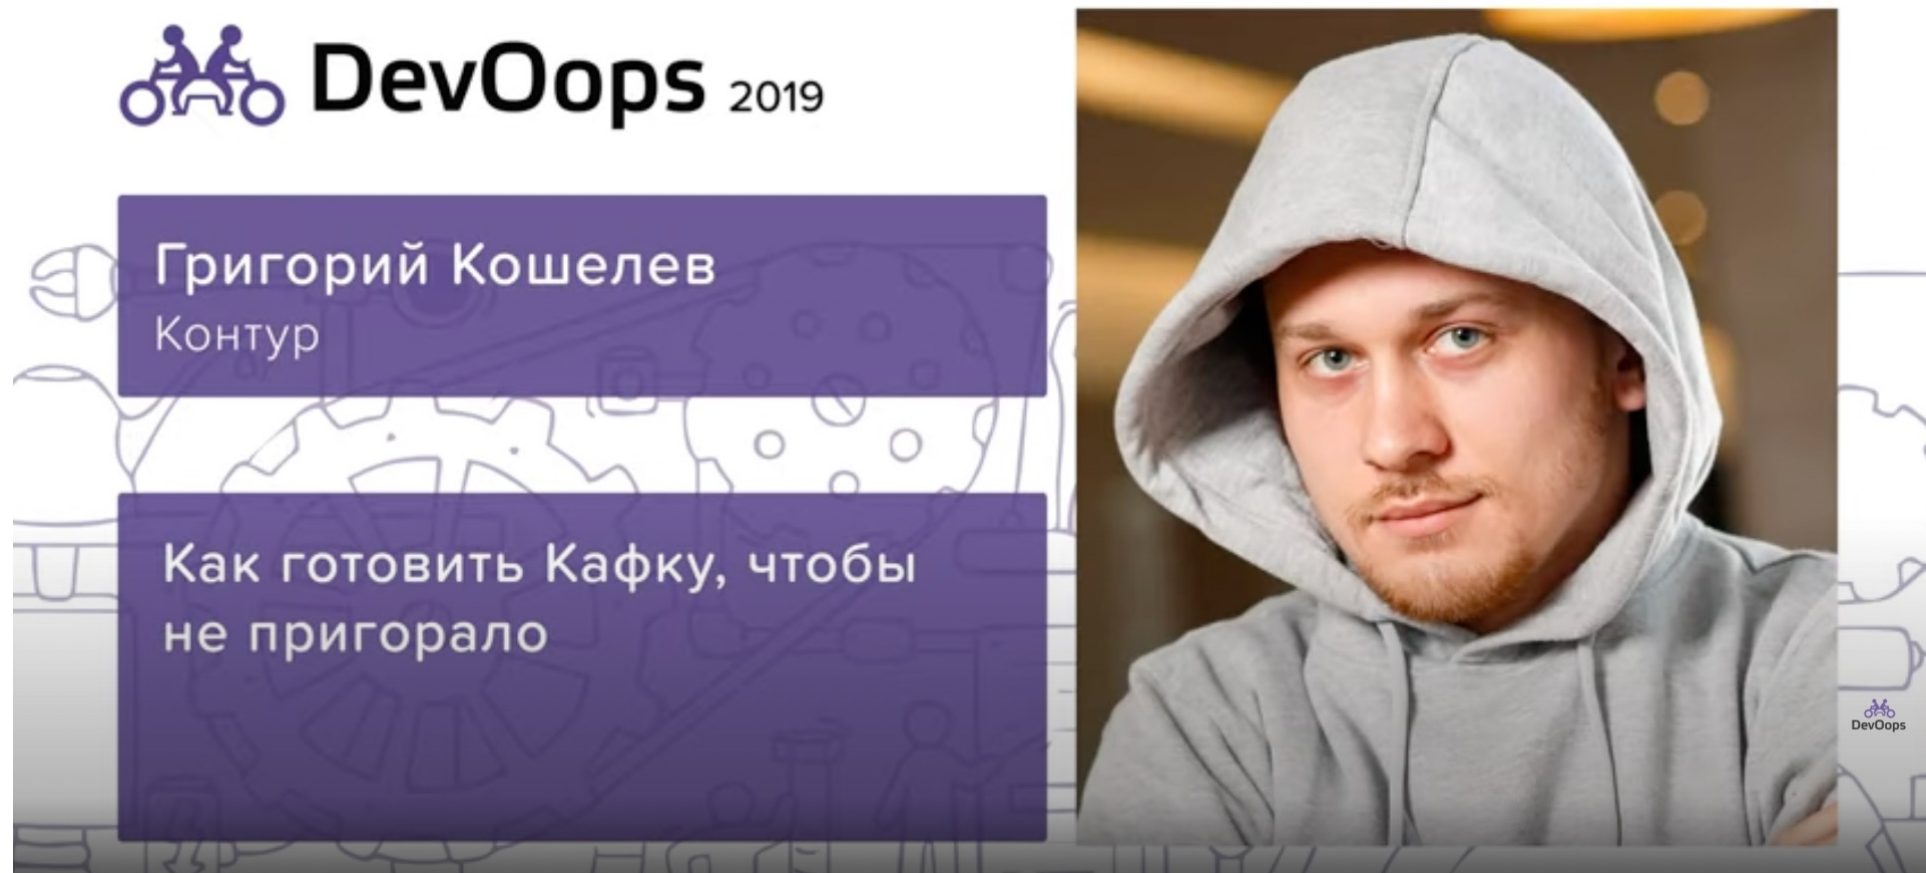 DevOops 2019
Григорий Кошелев
Контур
Как готовить Кафку, чтобы
не пригорало
DevOops